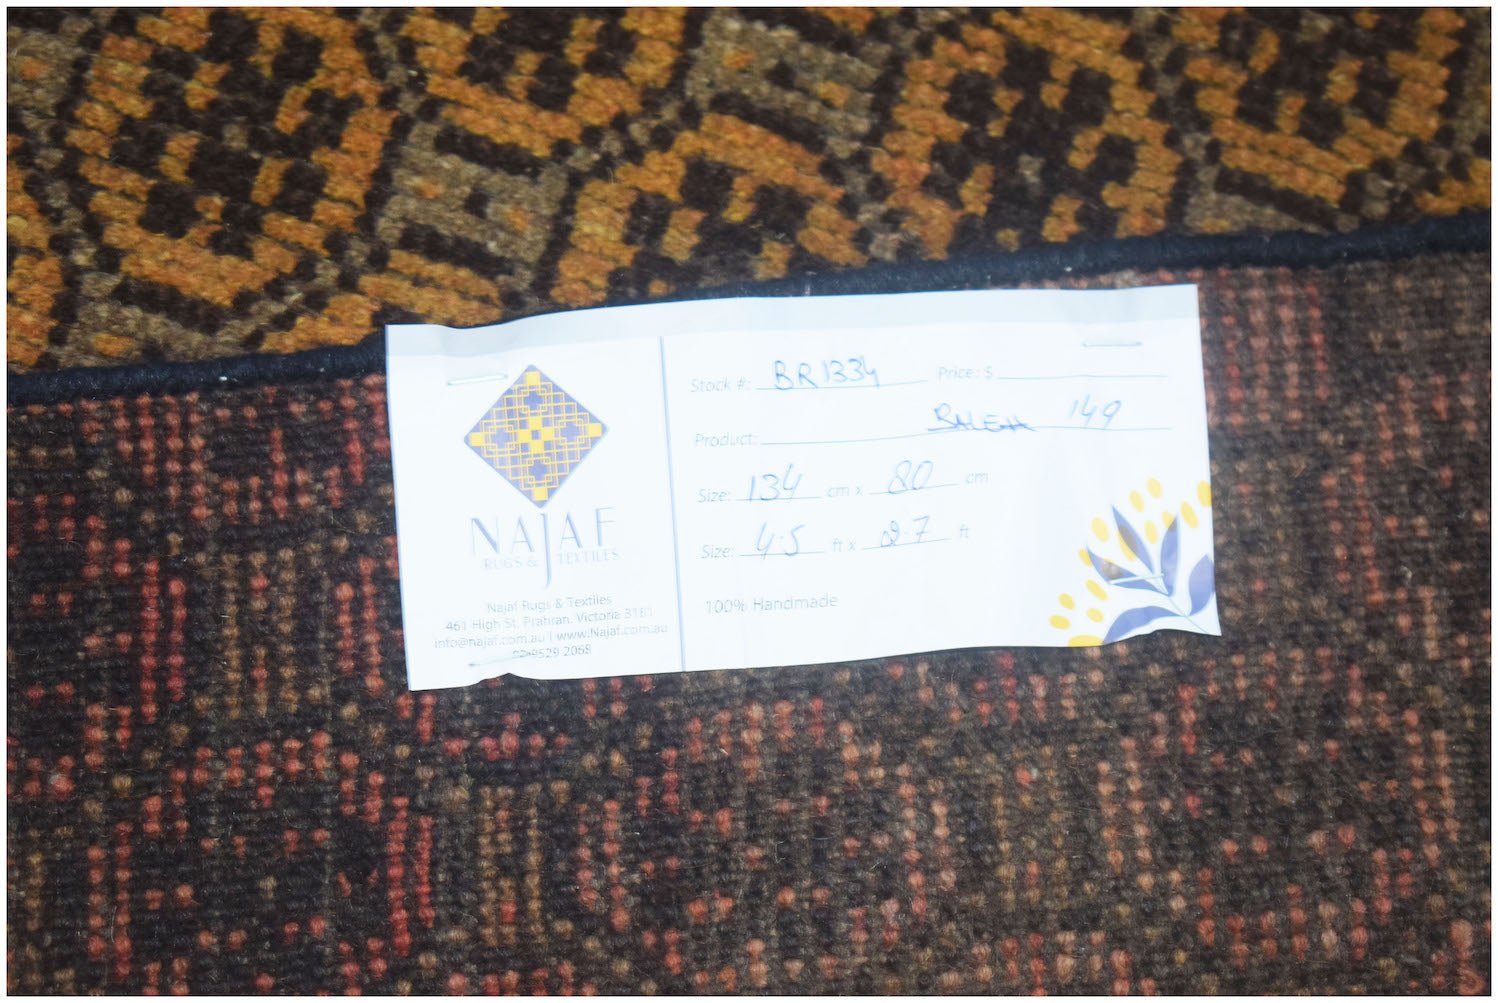 NAJAF
RUGS & TEXTILES
Najaf Rugs & Textiles
461 High St, Prahran, Victoria 3181
info@najaf.com.au | www.Najaf.com.au
9529 2068
Stock #: BR1334 Price: $
Product: 149
Size: 134 cm x 80 cm
Size: 4.5 ft x 2.7 ft
100% Handmade